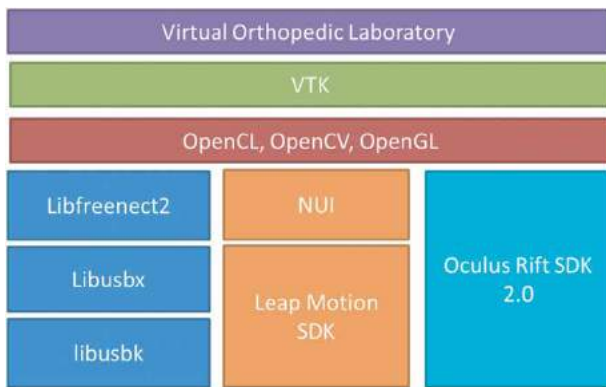 Virtual Orthopedic Laboratory
VTK
OpenCL, OpenCV, OpenGL
Libfreenect2
Libusbx
libusbk
NUI
Leap Motion
SDK
Oculus Rift SDK
2.0